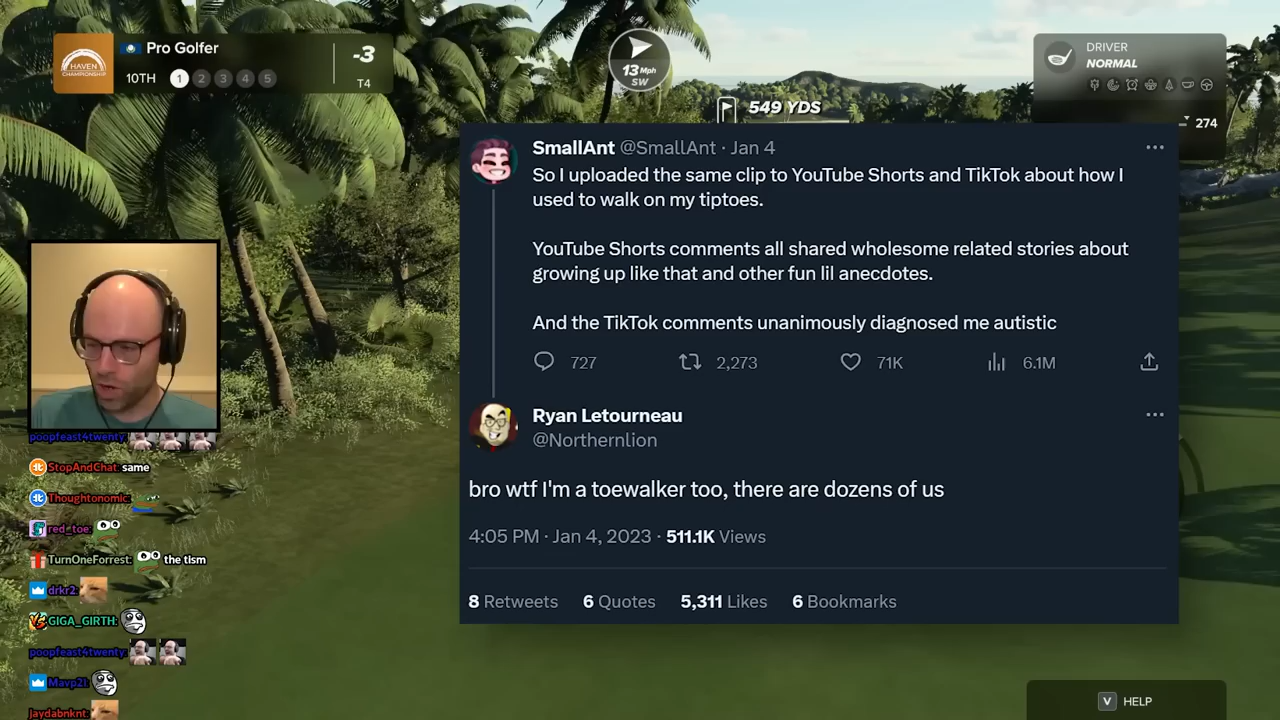 HAVEN
CHAMPIONSHIP
Pro Golfer
10TH 1 2 3 4 5
-3
T4
13 Mph
SW
549 YDS
DRIVER
NORMAL
274
SmallAnt @SmallAnt · Jan 4
So I uploaded the same clip to YouTube Shorts and TikTok about how I
used to walk on my tiptoes.
YouTube Shorts comments all shared wholesome related stories about
growing up like that and other fun lil anecdotes.
And the TikTok comments unanimously diagnosed me autistic
727 2,273 71K 6.1M
Ryan Letourneau
@Northernlion
bro wtf I'm a toewalker too, there are dozens of us
4:05 PM · Jan 4, 2023 · 511.1K Views
8 Retweets 6 Quotes 5,311 Likes 6 Bookmarks
poopfeast4twenty:
StopAndChat: same
Thoughtonomic:
red_toe:
TurnOneForrest: the tism
drkr2:
GIGA_GIRTH:
poopfeast4twenty:
Mavp2l:
Jaydabnknt:
V HELP